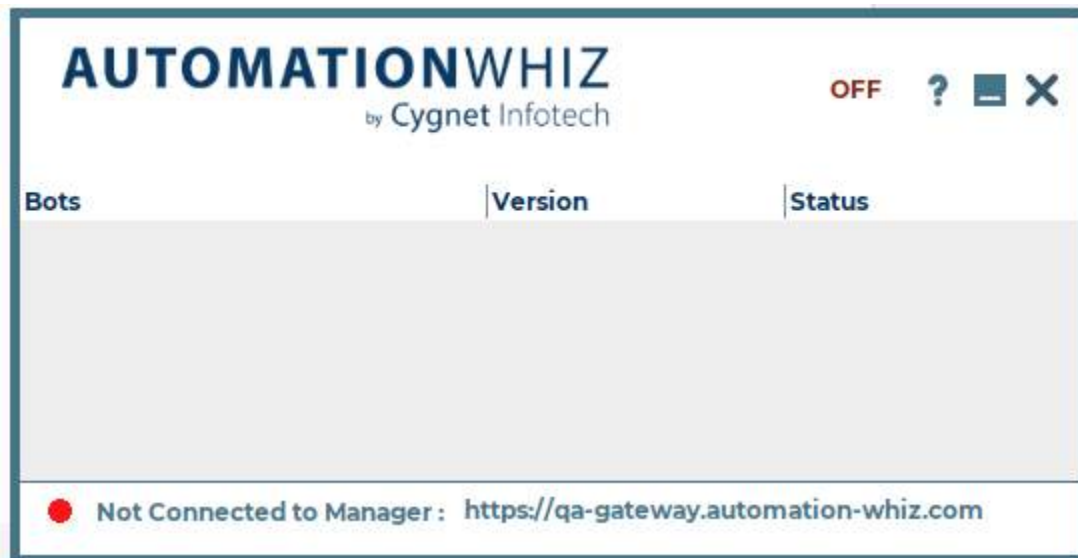 AUTOMATIONWHIZ
by Cygnet Infotech
OFF ?
Bots Version Status
Not Connected to Manager : https://qa-gateway.automation-whiz.com